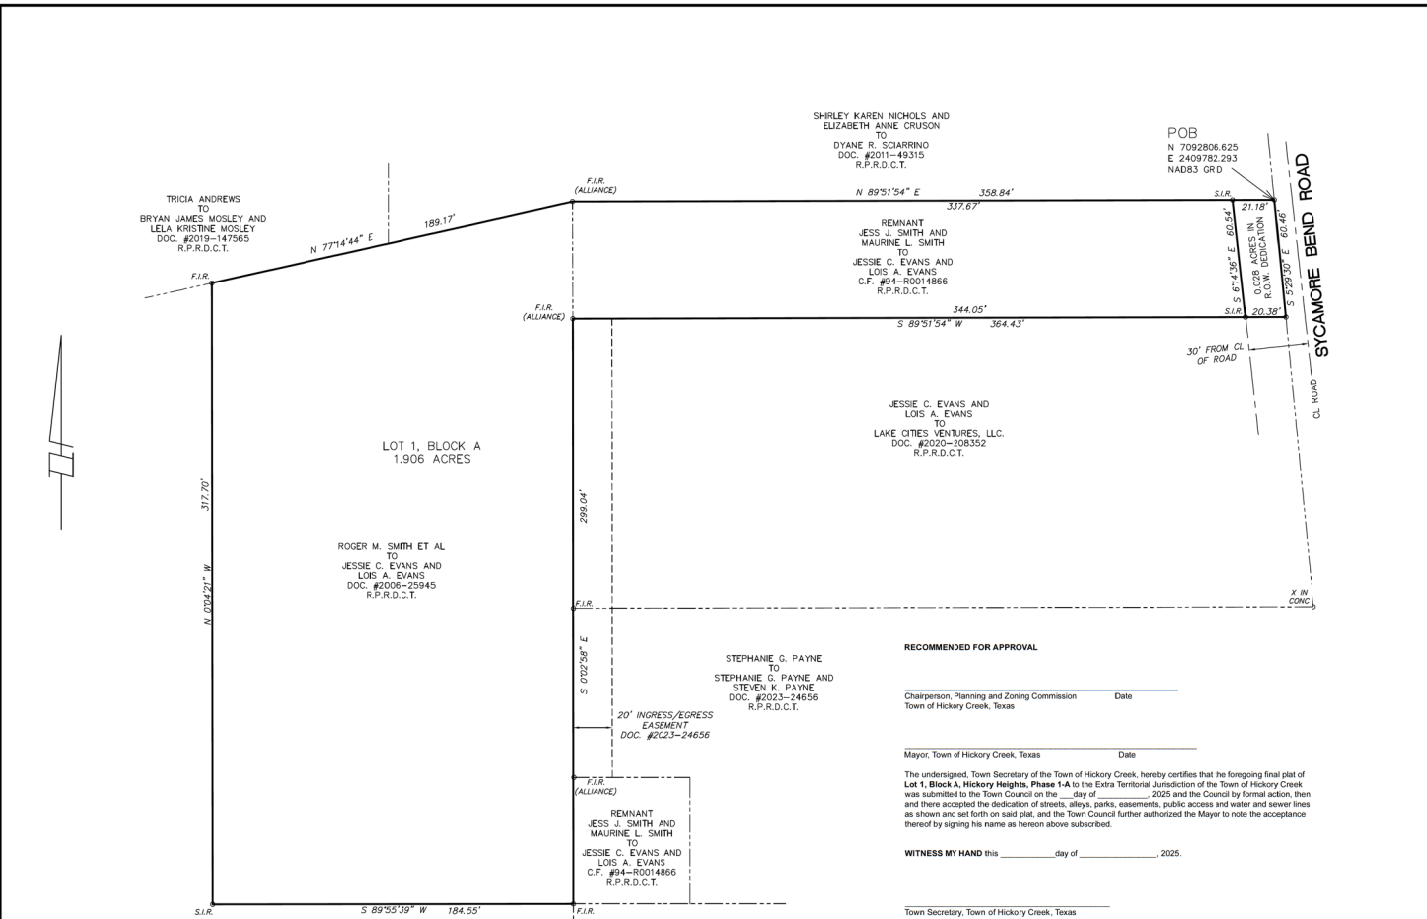 SHIRLEY KAREN NICHOLS AND
ELIZABETH ANNE CRUSON
TO
DYANE R. SCIARRINO
DOC. #2011-49315
R.P.R.D.C.T.
POB
N 7092806.625
E 2409782.293
NAD83 GRD
SYCAMORE BEND ROAD
TRICIA ANDREWS
TO
BRYAN JAMES MOSLEY AND
LELA KRISTINE MOSLEY
DOC. #2019-147565
R.P.R.D.C.T.
F.I.R.
(ALLIANCE)
N 77°14'44" E 189.17'
F.I.R.
N 89°51'54" E 358.84'
337.67'
S.I.R.
21.18'
REMNANT
JESS J. SMITH AND
MAURINE L. SMITH
TO
JESSIE C. EVANS AND
LOIS A. EVANS
C.F. #94-R0014866
R.P.R.D.C.T.
S 6°14'36" E 60.54'
0.028 ACRES IN
R.O.W. DEDICATION
S 5°29'30" E 60.46'
F.I.R.
(ALLIANCE)
344.05'
S 89°51'54" W 364.43'
S.I.R.
20.38'
30' FROM CL
OF ROAD
CL ROAD
JESSIE C. EVANS AND
LOIS A. EVANS
TO
LAKE CITIES VENTURES, LLC.
DOC. #2020-208352
R.P.R.D.C.T.
LOT 1, BLOCK A
1.906 ACRES
317.70'
N 0°04'21" W
299.04'
ROGER M. SMITH ET AL
TO
JESSIE C. EVANS AND
LOIS A. EVANS
DOC. #2006-25945
R.P.R.D.C.T.
F.I.R.
X IN
CONC
S 0°02'58" E
STEPHANIE G. PAYNE
TO
STEPHANIE G. PAYNE AND
STEVEN K. PAYNE
DOC. #2023-24656
R.P.R.D.C.T.
20' INGRESS/EGRESS
EASEMENT
DOC. #2023-24656
F.I.R.
(ALLIANCE)
REMNANT
JESS J. SMITH AND
MAURINE L. SMITH
TO
JESSIE C. EVANS AND
LOIS A. EVANS
C.F. #94-R0014866
R.P.R.D.C.T.
S.I.R.
S 89°55'39" W 184.55'
F.I.R.
RECOMMENDED FOR APPROVAL
Chairperson, Planning and Zoning Commission Date
Town of Hickory Creek, Texas
Mayor, Town of Hickory Creek, Texas Date
The undersigned, Town Secretary of the Town of Hickory Creek, hereby certifies that the foregoing final plat of
Lot 1, Block A, Hickory Heights, Phase 1-A to the Extra Territorial Jurisdiction of the Town of Hickory Creek
was submitted to the Town Council on the ___day of ___________, 2025 and the Council by formal action, then
and there accepted the dedication of streets, alleys, parks, easements, public access and water and sewer lines
as shown and set forth on said plat, and the Town Council further authorized the Mayor to note the acceptance
thereof by signing his name as hereon above subscribed.
WITNESS MY HAND this ____________day of _________________, 2025.
Town Secretary, Town of Hickory Creek, Texas